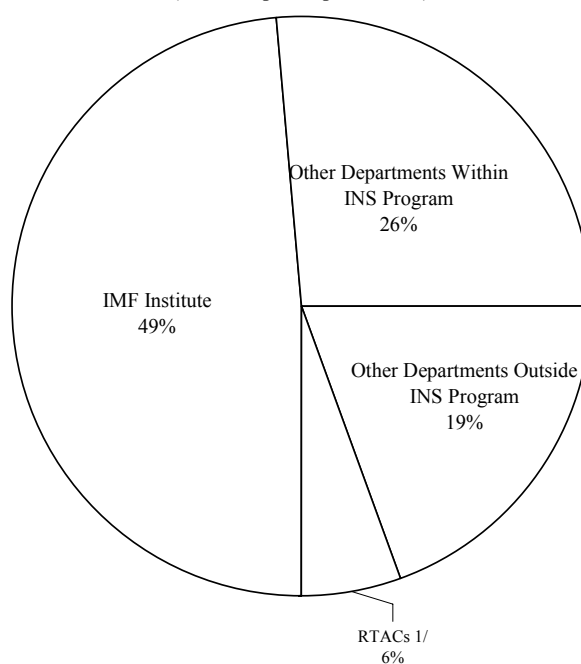 Other Departments Within
INS Program
26%
IMF Institute
49%
Other Departments Outside
INS Program
19%
RTACs 1/
6%